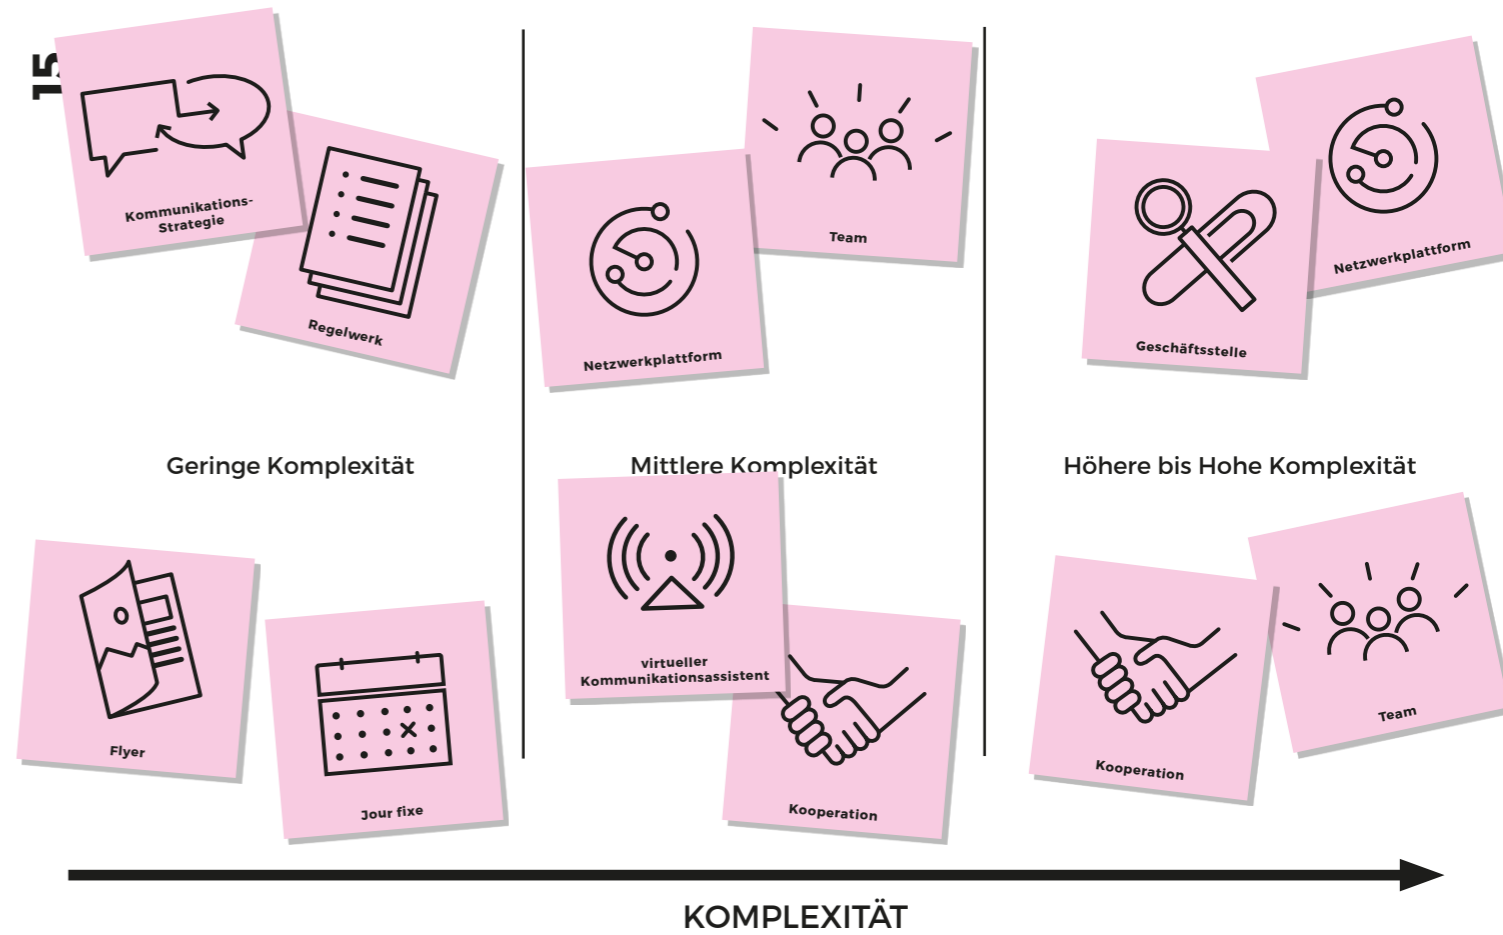 15
Kommunikations-
Strategie
Regelwerk
Netzwerkplattform
Team
Geschäftsstelle
Netzwerkplattform
Geringe Komplexität
Mittlere Komplexität
Höhere bis Hohe Komplexität
Flyer
Jour fixe
virtueller
Kommunikationsassistent
Kooperation
Kooperation
Team
KOMPLEXITÄT